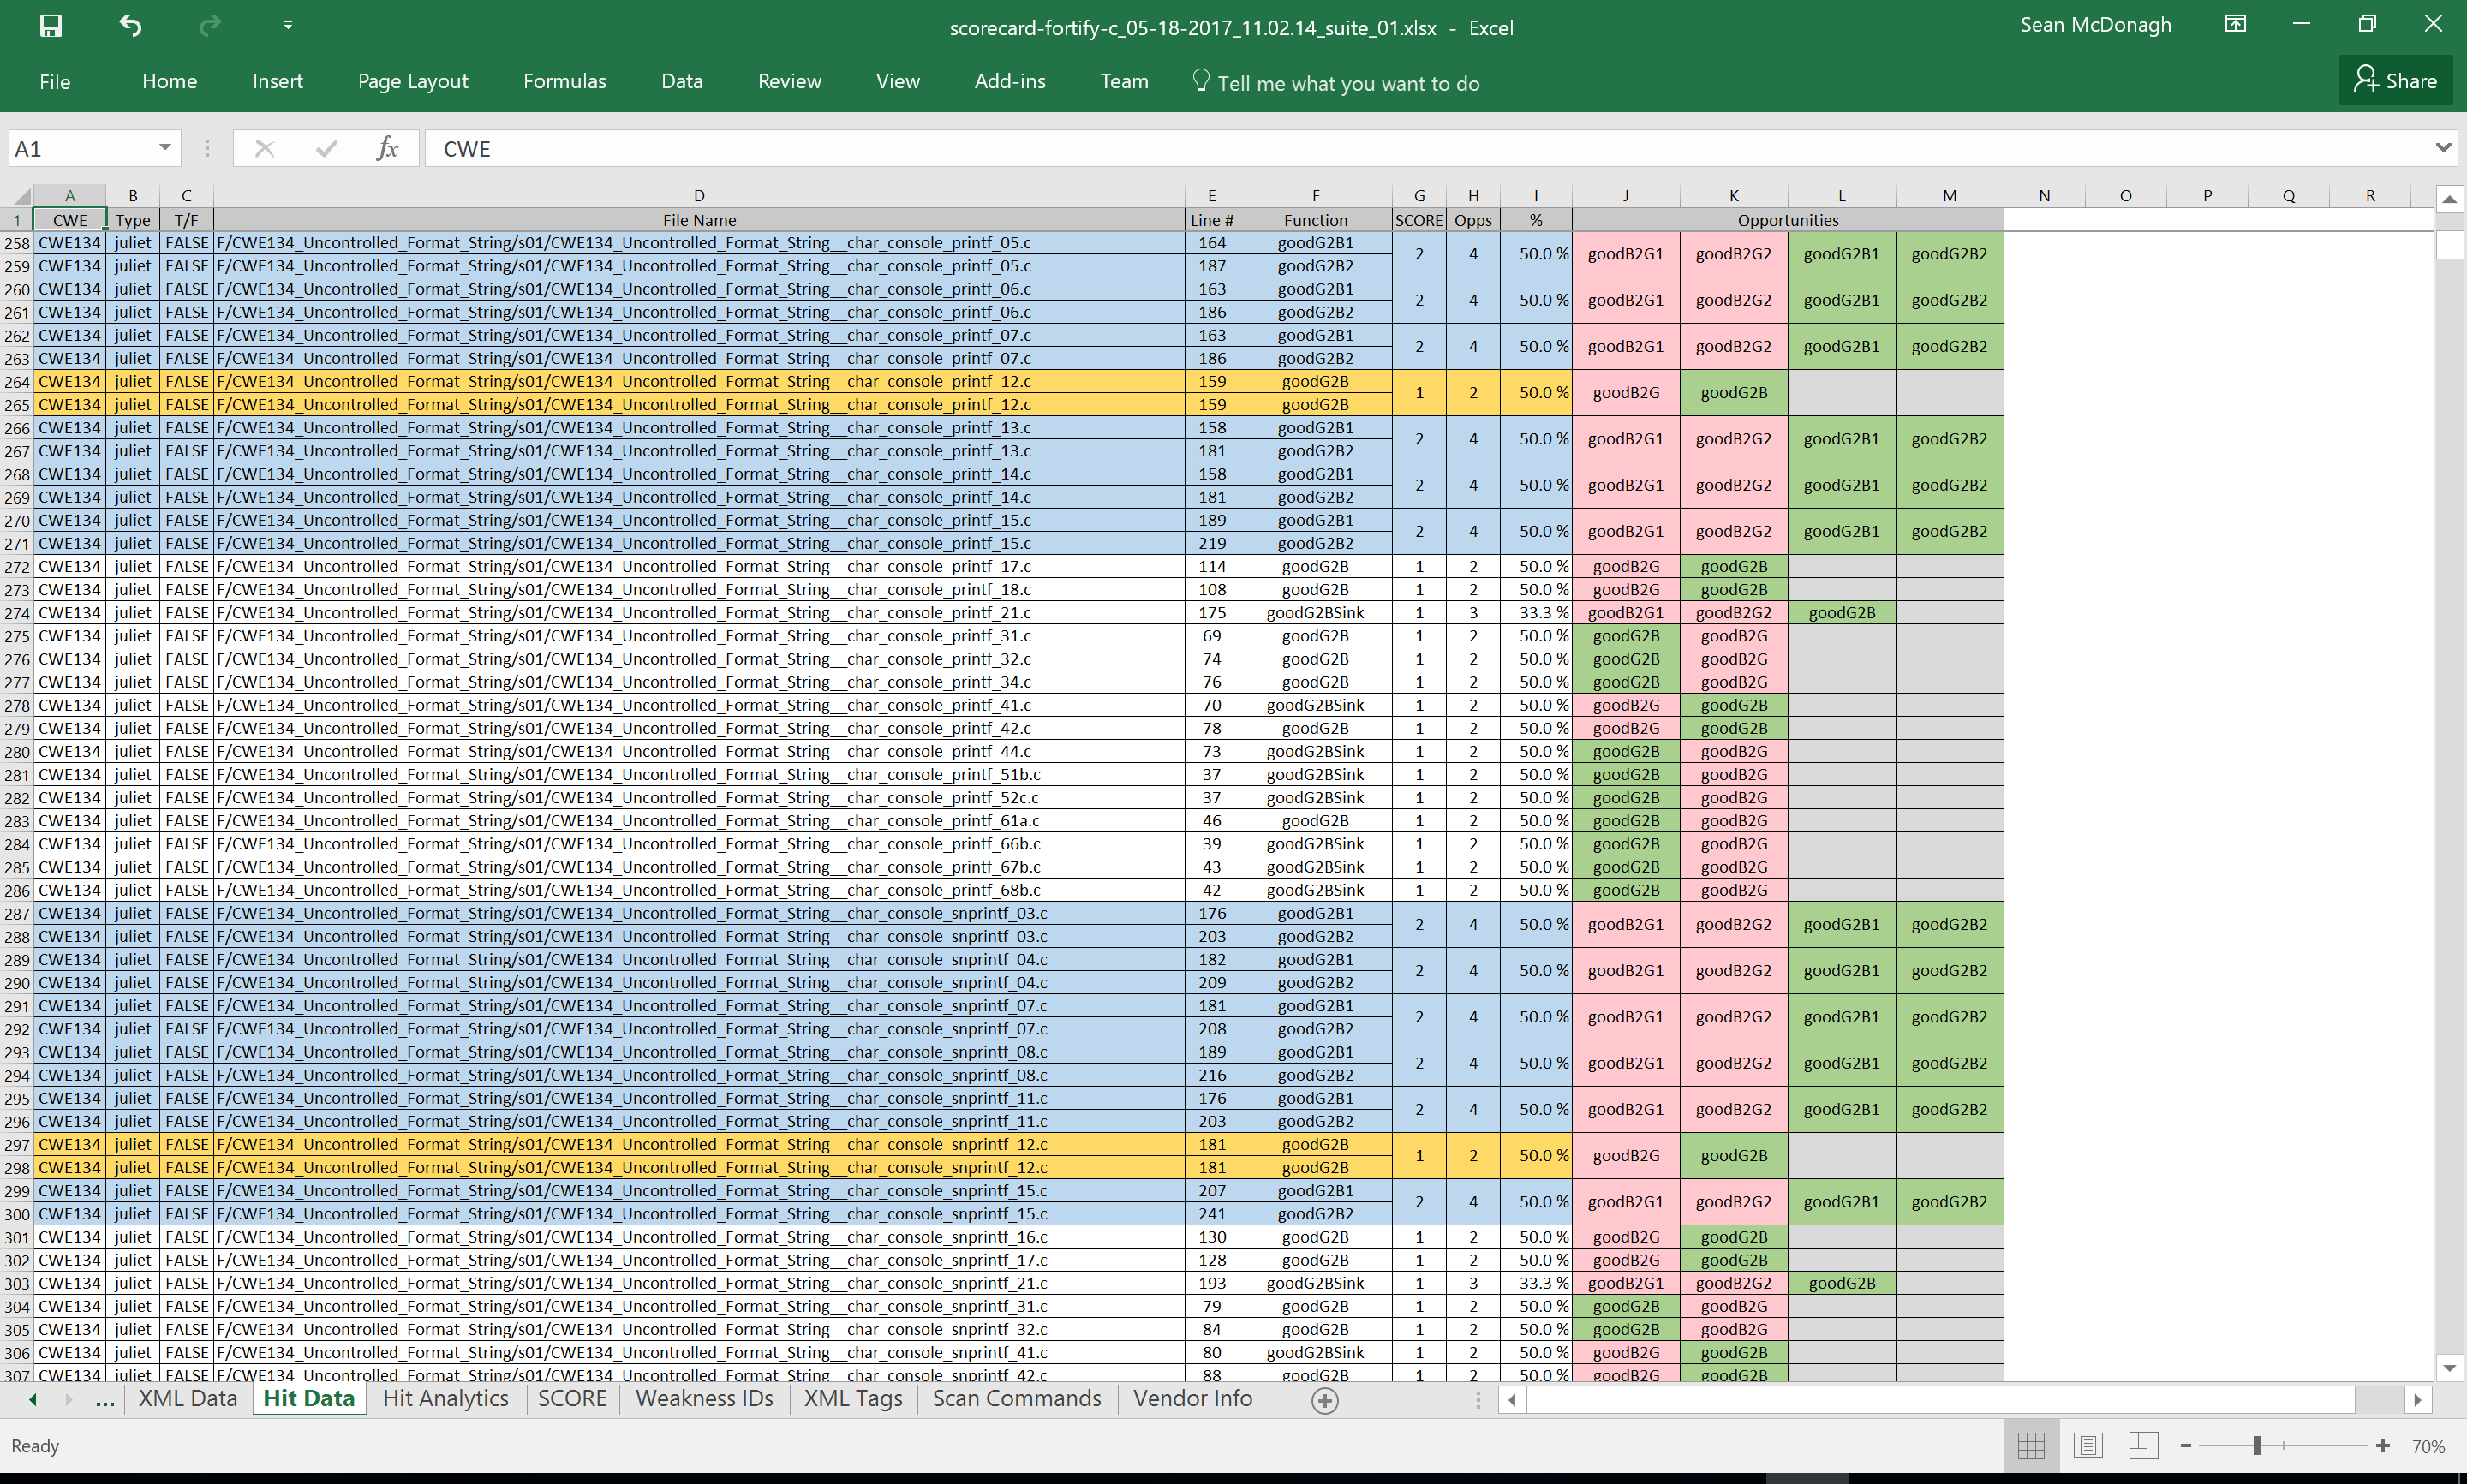 scorecard-fortify-c_05-18-2017_11.02.14_suite_01.xlsx - Excel
Sean McDonagh
File Home Insert Page Layout Formulas Data Review View Add-ins Team Tell me what you want to do Share
A1 fx CWE
A B C D E F G H I J K L M N O P Q R
1 CWE Type T/F File Name Line # Function SCORE Opps % Opportunities
258 CWE134 juliet FALSE F/CWE134_Uncontrolled_Format_String/s01/CWE134_Uncontrolled_Format_String__char_console_printf_05.c 164 goodG2B1 2 4 50.0 % goodB2G1 goodB2G2 goodG2B1 goodG2B2
259 CWE134 juliet FALSE F/CWE134_Uncontrolled_Format_String/s01/CWE134_Uncontrolled_Format_String__char_console_printf_05.c 187 goodG2B2
260 CWE134 juliet FALSE F/CWE134_Uncontrolled_Format_String/s01/CWE134_Uncontrolled_Format_String__char_console_printf_06.c 163 goodG2B1 2 4 50.0 % goodB2G1 goodB2G2 goodG2B1 goodG2B2
261 CWE134 juliet FALSE F/CWE134_Uncontrolled_Format_String/s01/CWE134_Uncontrolled_Format_String__char_console_printf_06.c 186 goodG2B2
262 CWE134 juliet FALSE F/CWE134_Uncontrolled_Format_String/s01/CWE134_Uncontrolled_Format_String__char_console_printf_07.c 163 goodG2B1 2 4 50.0 % goodB2G1 goodB2G2 goodG2B1 goodG2B2
263 CWE134 juliet FALSE F/CWE134_Uncontrolled_Format_String/s01/CWE134_Uncontrolled_Format_String__char_console_printf_07.c 186 goodG2B2
264 CWE134 juliet FALSE F/CWE134_Uncontrolled_Format_String/s01/CWE134_Uncontrolled_Format_String__char_console_printf_12.c 159 goodG2B 1 2 50.0 % goodB2G goodG2B
265 CWE134 juliet FALSE F/CWE134_Uncontrolled_Format_String/s01/CWE134_Uncontrolled_Format_String__char_console_printf_12.c 159 goodG2B
266 CWE134 juliet FALSE F/CWE134_Uncontrolled_Format_String/s01/CWE134_Uncontrolled_Format_String__char_console_printf_13.c 158 goodG2B1 2 4 50.0 % goodB2G1 goodB2G2 goodG2B1 goodG2B2
267 CWE134 juliet FALSE F/CWE134_Uncontrolled_Format_String/s01/CWE134_Uncontrolled_Format_String__char_console_printf_13.c 181 goodG2B2
268 CWE134 juliet FALSE F/CWE134_Uncontrolled_Format_String/s01/CWE134_Uncontrolled_Format_String__char_console_printf_14.c 158 goodG2B1 2 4 50.0 % goodB2G1 goodB2G2 goodG2B1 goodG2B2
269 CWE134 juliet FALSE F/CWE134_Uncontrolled_Format_String/s01/CWE134_Uncontrolled_Format_String__char_console_printf_14.c 181 goodG2B2
270 CWE134 juliet FALSE F/CWE134_Uncontrolled_Format_String/s01/CWE134_Uncontrolled_Format_String__char_console_printf_15.c 189 goodG2B1 2 4 50.0 % goodB2G1 goodB2G2 goodG2B1 goodG2B2
271 CWE134 juliet FALSE F/CWE134_Uncontrolled_Format_String/s01/CWE134_Uncontrolled_Format_String__char_console_printf_15.c 219 goodG2B2
272 CWE134 juliet FALSE F/CWE134_Uncontrolled_Format_String/s01/CWE134_Uncontrolled_Format_String__char_console_printf_17.c 114 goodG2B 1 2 50.0 % goodB2G goodG2B
273 CWE134 juliet FALSE F/CWE134_Uncontrolled_Format_String/s01/CWE134_Uncontrolled_Format_String__char_console_printf_18.c 108 goodG2B 1 2 50.0 % goodB2G goodG2B
274 CWE134 juliet FALSE F/CWE134_Uncontrolled_Format_String/s01/CWE134_Uncontrolled_Format_String__char_console_printf_21.c 175 goodG2BSink 1 3 33.3 % goodB2G1 goodB2G2 goodG2B
275 CWE134 juliet FALSE F/CWE134_Uncontrolled_Format_String/s01/CWE134_Uncontrolled_Format_String__char_console_printf_31.c 69 goodG2B 1 2 50.0 % goodG2B goodB2G
276 CWE134 juliet FALSE F/CWE134_Uncontrolled_Format_String/s01/CWE134_Uncontrolled_Format_String__char_console_printf_32.c 74 goodG2B 1 2 50.0 % goodG2B goodB2G
277 CWE134 juliet FALSE F/CWE134_Uncontrolled_Format_String/s01/CWE134_Uncontrolled_Format_String__char_console_printf_34.c 76 goodG2B 1 2 50.0 % goodG2B goodB2G
278 CWE134 juliet FALSE F/CWE134_Uncontrolled_Format_String/s01/CWE134_Uncontrolled_Format_String__char_console_printf_41.c 70 goodG2BSink 1 2 50.0 % goodB2G goodG2B
279 CWE134 juliet FALSE F/CWE134_Uncontrolled_Format_String/s01/CWE134_Uncontrolled_Format_String__char_console_printf_42.c 78 goodG2B 1 2 50.0 % goodB2G goodG2B
280 CWE134 juliet FALSE F/CWE134_Uncontrolled_Format_String/s01/CWE134_Uncontrolled_Format_String__char_console_printf_44.c 73 goodG2BSink 1 2 50.0 % goodG2B goodB2G
281 CWE134 juliet FALSE F/CWE134_Uncontrolled_Format_String/s01/CWE134_Uncontrolled_Format_String__char_console_printf_51b.c 37 goodG2BSink 1 2 50.0 % goodG2B goodB2G
282 CWE134 juliet FALSE F/CWE134_Uncontrolled_Format_String/s01/CWE134_Uncontrolled_Format_String__char_console_printf_52c.c 37 goodG2BSink 1 2 50.0 % goodG2B goodB2G
283 CWE134 juliet FALSE F/CWE134_Uncontrolled_Format_String/s01/CWE134_Uncontrolled_Format_String__char_console_printf_61a.c 46 goodG2B 1 2 50.0 % goodG2B goodB2G
284 CWE134 juliet FALSE F/CWE134_Uncontrolled_Format_String/s01/CWE134_Uncontrolled_Format_String__char_console_printf_66b.c 39 goodG2BSink 1 2 50.0 % goodG2B goodB2G
285 CWE134 juliet FALSE F/CWE134_Uncontrolled_Format_String/s01/CWE134_Uncontrolled_Format_String__char_console_printf_67b.c 43 goodG2BSink 1 2 50.0 % goodG2B goodB2G
286 CWE134 juliet FALSE F/CWE134_Uncontrolled_Format_String/s01/CWE134_Uncontrolled_Format_String__char_console_printf_68b.c 42 goodG2BSink 1 2 50.0 % goodG2B goodB2G
287 CWE134 juliet FALSE F/CWE134_Uncontrolled_Format_String/s01/CWE134_Uncontrolled_Format_String__char_console_snprintf_03.c 176 goodG2B1 2 4 50.0 % goodB2G1 goodB2G2 goodG2B1 goodG2B2
288 CWE134 juliet FALSE F/CWE134_Uncontrolled_Format_String/s01/CWE134_Uncontrolled_Format_String__char_console_snprintf_03.c 203 goodG2B2
289 CWE134 juliet FALSE F/CWE134_Uncontrolled_Format_String/s01/CWE134_Uncontrolled_Format_String__char_console_snprintf_04.c 182 goodG2B1 2 4 50.0 % goodB2G1 goodB2G2 goodG2B1 goodG2B2
290 CWE134 juliet FALSE F/CWE134_Uncontrolled_Format_String/s01/CWE134_Uncontrolled_Format_String__char_console_snprintf_04.c 209 goodG2B2
291 CWE134 juliet FALSE F/CWE134_Uncontrolled_Format_String/s01/CWE134_Uncontrolled_Format_String__char_console_snprintf_07.c 181 goodG2B1 2 4 50.0 % goodB2G1 goodB2G2 goodG2B1 goodG2B2
292 CWE134 juliet FALSE F/CWE134_Uncontrolled_Format_String/s01/CWE134_Uncontrolled_Format_String__char_console_snprintf_07.c 208 goodG2B2
293 CWE134 juliet FALSE F/CWE134_Uncontrolled_Format_String/s01/CWE134_Uncontrolled_Format_String__char_console_snprintf_08.c 189 goodG2B1 2 4 50.0 % goodB2G1 goodB2G2 goodG2B1 goodG2B2
294 CWE134 juliet FALSE F/CWE134_Uncontrolled_Format_String/s01/CWE134_Uncontrolled_Format_String__char_console_snprintf_08.c 216 goodG2B2
295 CWE134 juliet FALSE F/CWE134_Uncontrolled_Format_String/s01/CWE134_Uncontrolled_Format_String__char_console_snprintf_11.c 176 goodG2B1 2 4 50.0 % goodB2G1 goodB2G2 goodG2B1 goodG2B2
296 CWE134 juliet FALSE F/CWE134_Uncontrolled_Format_String/s01/CWE134_Uncontrolled_Format_String__char_console_snprintf_11.c 203 goodG2B2
297 CWE134 juliet FALSE F/CWE134_Uncontrolled_Format_String/s01/CWE134_Uncontrolled_Format_String__char_console_snprintf_12.c 181 goodG2B 1 2 50.0 % goodB2G goodG2B
298 CWE134 juliet FALSE F/CWE134_Uncontrolled_Format_String/s01/CWE134_Uncontrolled_Format_String__char_console_snprintf_12.c 181 goodG2B
299 CWE134 juliet FALSE F/CWE134_Uncontrolled_Format_String/s01/CWE134_Uncontrolled_Format_String__char_console_snprintf_15.c 207 goodG2B1 2 4 50.0 % goodB2G1 goodB2G2 goodG2B1 goodG2B2
300 CWE134 juliet FALSE F/CWE134_Uncontrolled_Format_String/s01/CWE134_Uncontrolled_Format_String__char_console_snprintf_15.c 241 goodG2B2
301 CWE134 juliet FALSE F/CWE134_Uncontrolled_Format_String/s01/CWE134_Uncontrolled_Format_String__char_console_snprintf_16.c 130 goodG2B 1 2 50.0 % goodB2G goodG2B
302 CWE134 juliet FALSE F/CWE134_Uncontrolled_Format_String/s01/CWE134_Uncontrolled_Format_String__char_console_snprintf_17.c 128 goodG2B 1 2 50.0 % goodB2G goodG2B
303 CWE134 juliet FALSE F/CWE134_Uncontrolled_Format_String/s01/CWE134_Uncontrolled_Format_String__char_console_snprintf_21.c 193 goodG2BSink 1 3 33.3 % goodB2G1 goodB2G2 goodG2B
304 CWE134 juliet FALSE F/CWE134_Uncontrolled_Format_String/s01/CWE134_Uncontrolled_Format_String__char_console_snprintf_31.c 79 goodG2B 1 2 50.0 % goodG2B goodB2G
305 CWE134 juliet FALSE F/CWE134_Uncontrolled_Format_String/s01/CWE134_Uncontrolled_Format_String__char_console_snprintf_32.c 84 goodG2B 1 2 50.0 % goodG2B goodB2G
306 CWE134 juliet FALSE F/CWE134_Uncontrolled_Format_String/s01/CWE134_Uncontrolled_Format_String__char_console_snprintf_41.c 80 goodG2BSink 1 2 50.0 % goodB2G goodG2B
307 CWE134 juliet FALSE F/CWE134_Uncontrolled_Format_String/s01/CWE134_Uncontrolled_Format_String__char_console_snprintf_42.c 88 goodG2B 1 2 50.0 % goodB2G goodG2B
... XML Data Hit Data Hit Analytics SCORE Weakness IDs XML Tags Scan Commands Vendor Info
Ready 70%